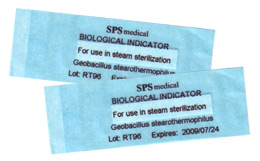 SPS medical
BIOLOGICAL INDICATOR
For use in steam sterilization
Geobacillus stearothermophilus
Lot: RT96 Expires:
SPS medical
BIOLOGICAL INDICATOR
For use in steam sterilization
Geobacillus stearothermophilus
Lot: RT96 Expires: 2009/07/24